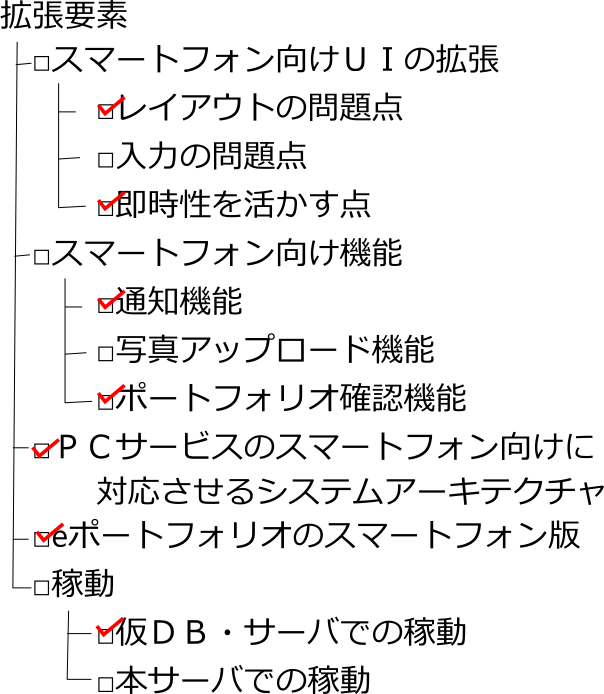 拡張要素
□スマートフォン向けＵＩの拡張
□レイアウトの問題点
□入力の問題点
□即時性を活かす点
□スマートフォン向け機能
□通知機能
□写真アップロード機能
□ポートフォリオ確認機能
□ＰＣサービスのスマートフォン向けに
対応させるシステムアーキテクチャ
□eポートフォリオのスマートフォン版
□稼動
□仮ＤＢ・サーバでの稼動
□本サーバでの稼動